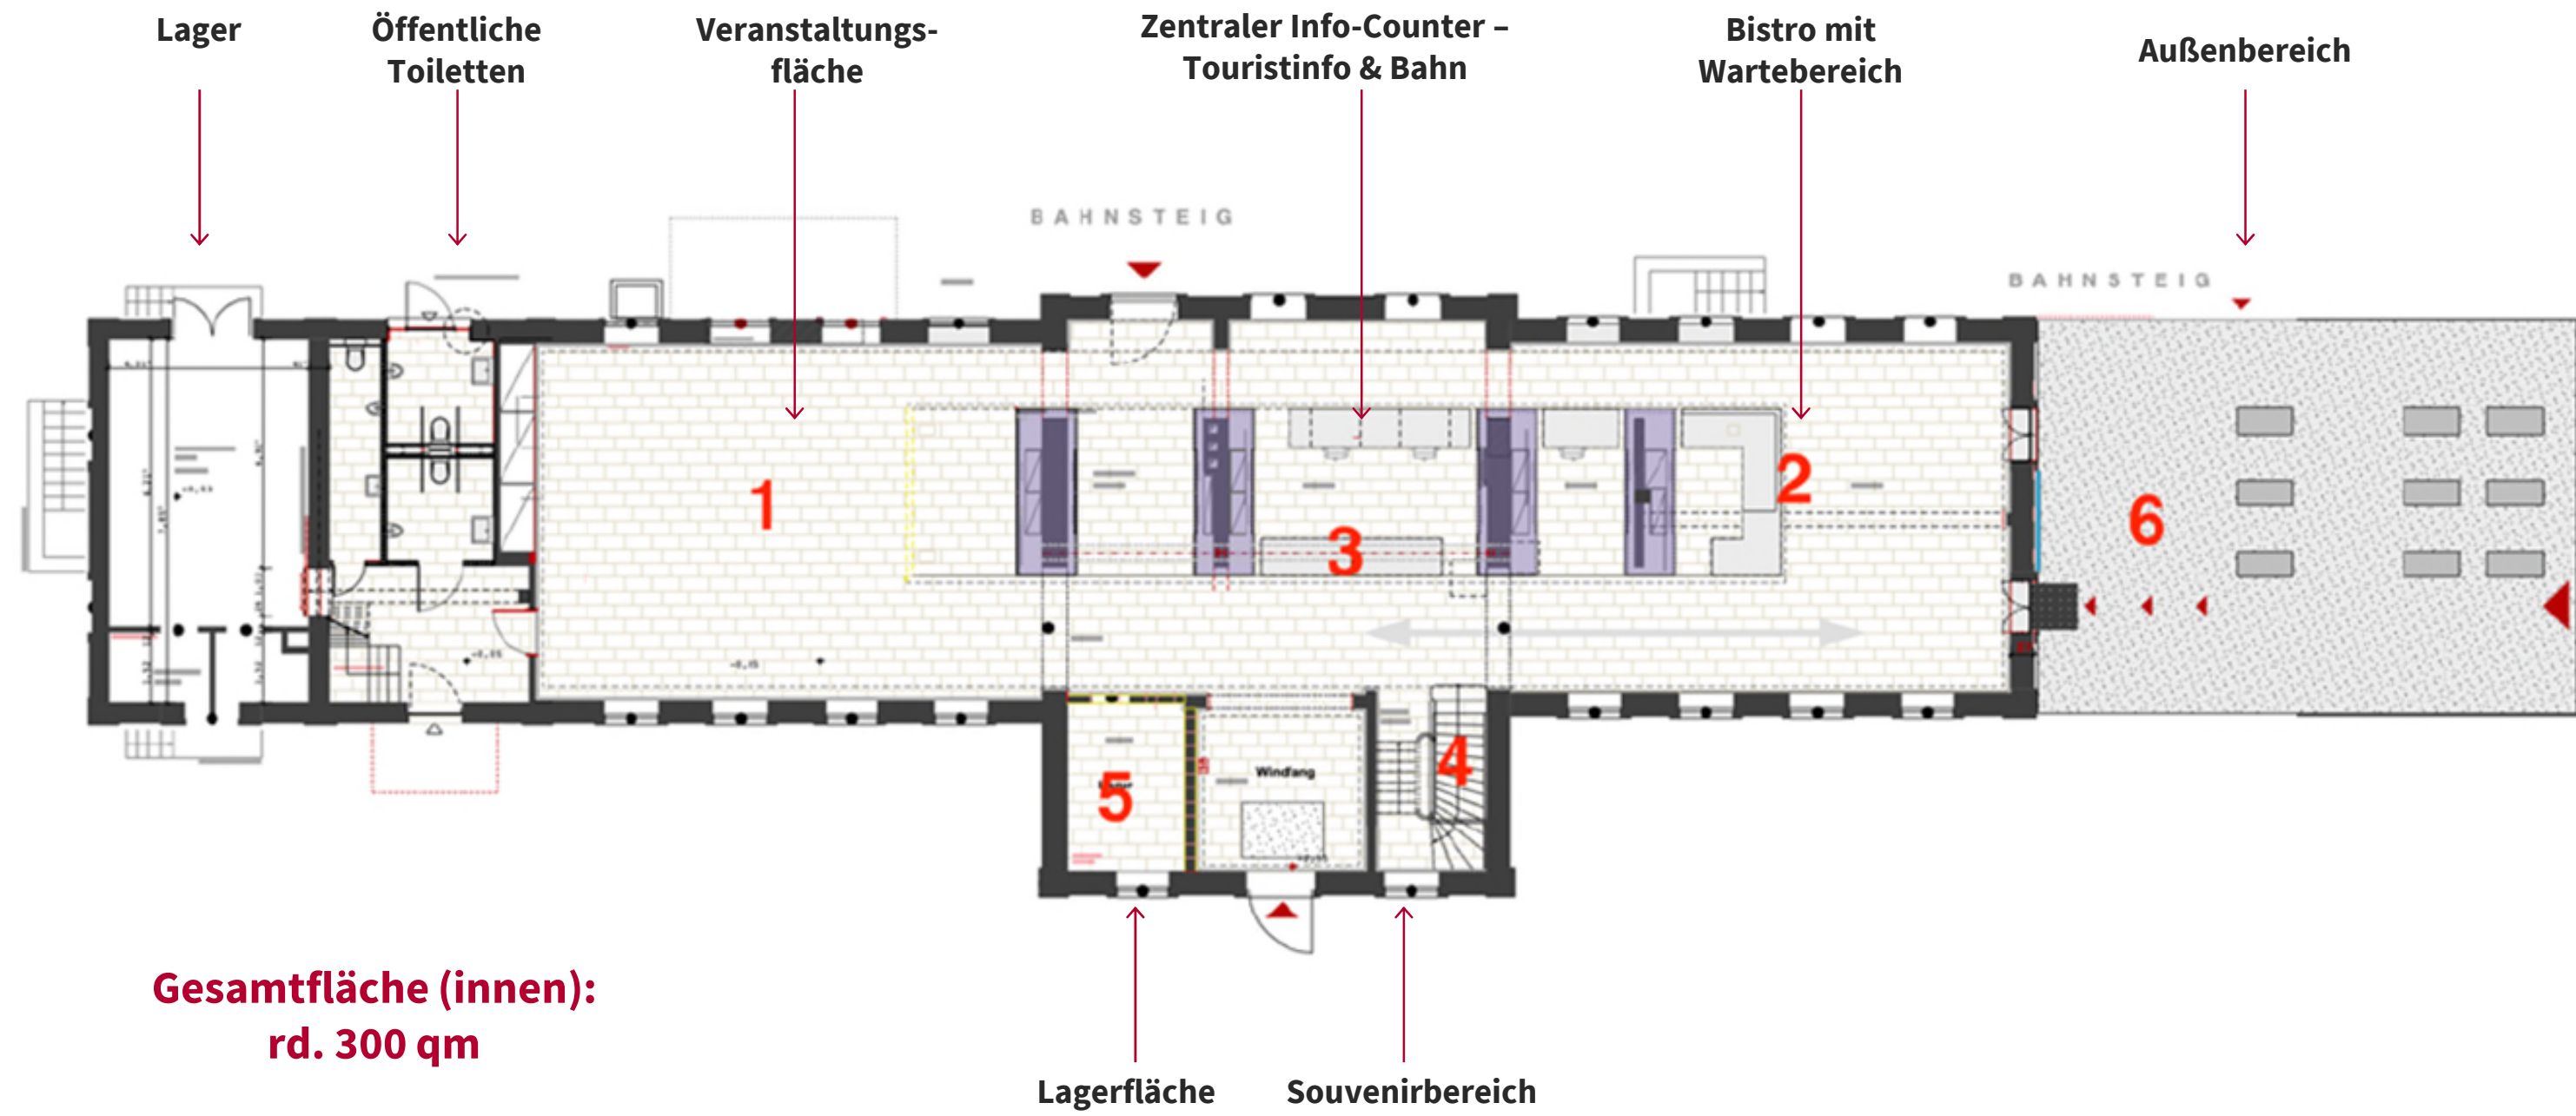 Lager
Öffentliche
Toiletten
Veranstaltungs-
fläche
Zentraler Info-Counter –
Touristinfo & Bahn
Bistro mit
Wartebereich
Außenbereich
BAHNSTEIG
BAHNSTEIG
1
2
3
4
5
6
Windfang
Gesamtfläche (innen):
rd. 300 qm
Lagerfläche
Souvenirbereich